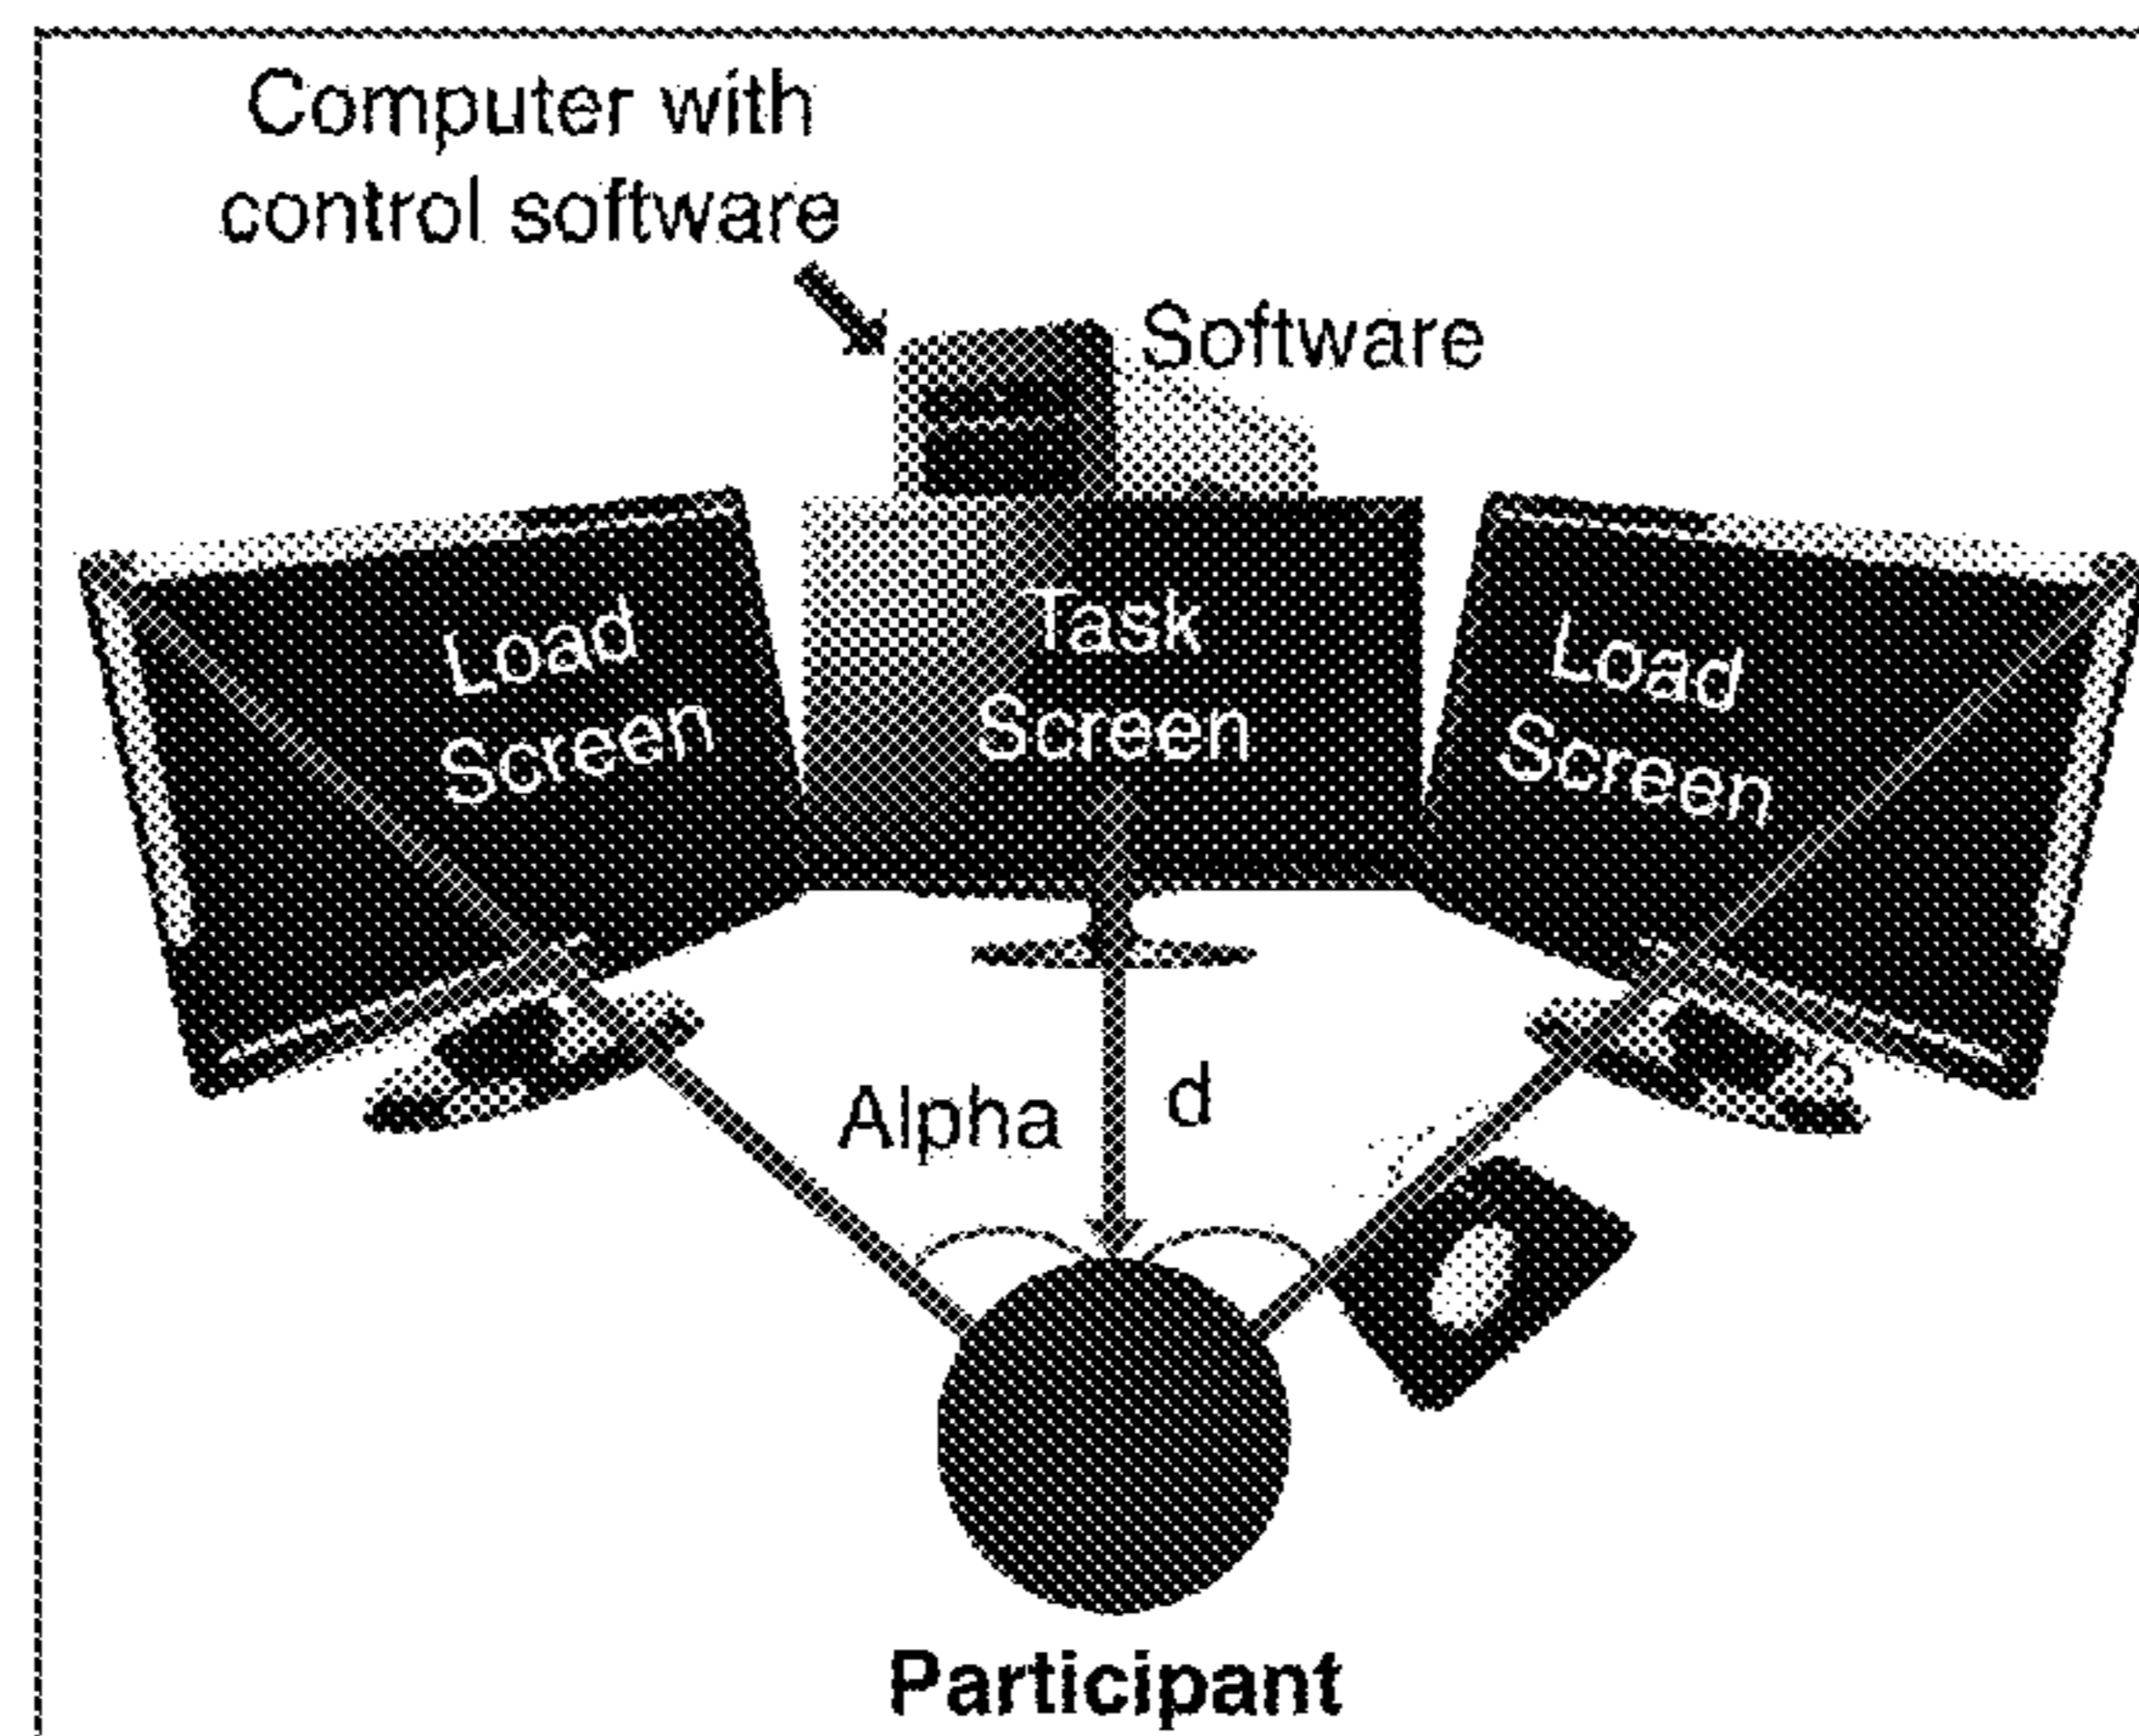 Computer with
control software
Software
Load
Screen
Task
Screen
Load
Screen
Alpha
d
Participant